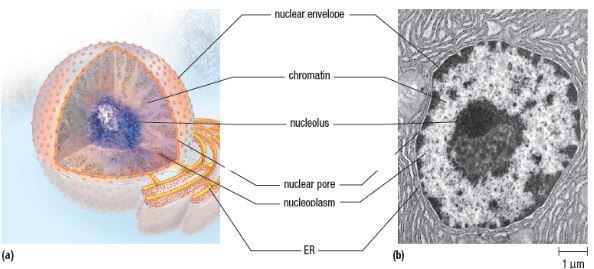 nuclear envelope
chromatin
nucleolus
nuclear pore
nucleoplasm
ER
(a)
(b)
1 µm